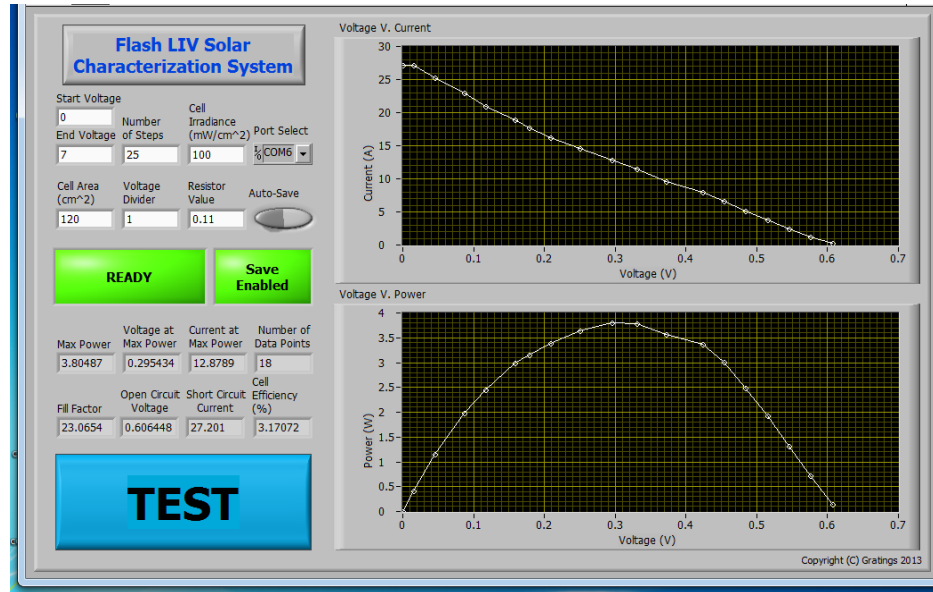 Flash LIV Solar
Characterization System
Start Voltage
0
End Voltage
7
Number
of Steps
25
Cell
Irradiance
(mW/cm^2)
100
Port Select
COM6
Cell Area
(cm^2)
120
Voltage
Divider
1
Resistor
Value
0.11
Auto-Save
READY
Save
Enabled
Max Power
3.80487
Voltage at
Max Power
0.295434
Current at
Max Power
12.8789
Number of
Data Points
18
Fill Factor
23.0654
Open Circuit
Voltage
0.606448
Short Circuit
Current
27.201
Cell
Efficiency
(%)
3.17072
TEST
Voltage V. Current
30
25
20
15
10
5
0
Current (A)
0 0.1 0.2 0.3 0.4 0.5 0.6 0.7
Voltage (V)
Voltage V. Power
4
3.5
3
2.5
2
1.5
1
0.5
0
Power (W)
0 0.1 0.2 0.3 0.4 0.5 0.6 0.7
Voltage (V)
Copyright (C) Gratings 2013